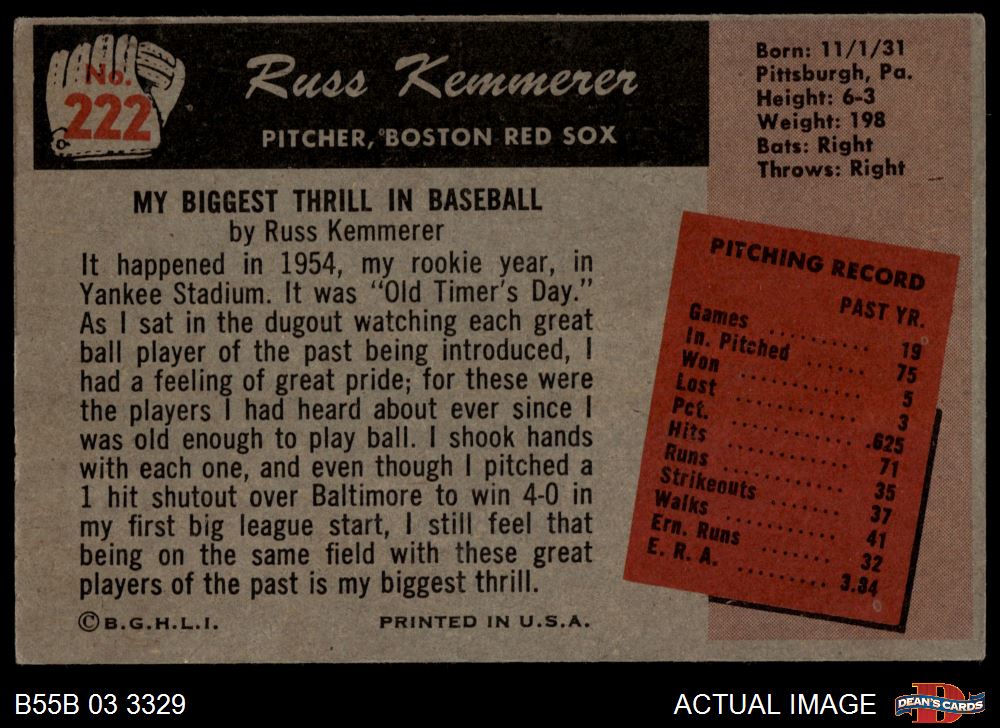 No.
222
Russ Kemmerer
PITCHER, BOSTON RED SOX
Born: 11/1/31
Pittsburgh, Pa.
Height: 6-3
Weight: 198
Bats: Right
Throws: Right
MY BIGGEST THRILL IN BASEBALL
by Russ Kemmerer
It happened in 1954, my rookie year, in
Yankee Stadium. It was “Old Timer's Day.”
As I sat in the dugout watching each great
ball player of the past being introduced, I
had a feeling of great pride; for these were
the players I had heard about ever since I
was old enough to play ball. I shook hands
with each one, and even though I pitched a
1 hit shutout over Baltimore to win 4-0 in
my first big league start, I still feel that
being on the same field with these great
players of the past is my biggest thrill.
©B.G.H.L.I. PRINTED IN U.S.A.
PITCHING RECORD
PAST YR.
Games ......... 19
In. Pitched ...... 75
Won ............ 5
Lost ............ 3
Pct. ............ .625
Hits ............ 71
Runs ............ 35
Strikeouts ...... 37
Walks .......... 41
Ern. Runs ....... 32
E. R. A. ......... 3.84
B55B 03 3329
ACTUAL IMAGE
D
DEAN'S CARDS